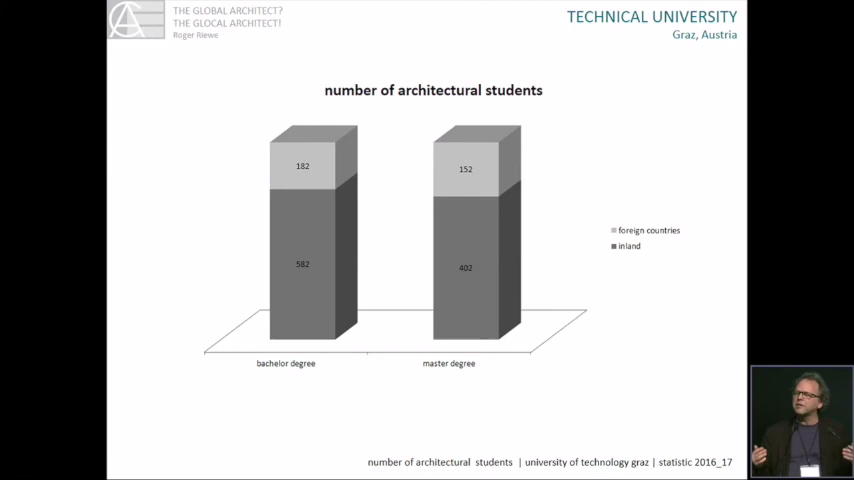 THE GLOBAL ARCHITECT?
THE GLOCAL ARCHITECT!
Roger Riewe
TECHNICAL UNIVERSITY
Graz, Austria
number of architectural students
182
152
582
402
foreign countries
inland
bachelor degree
master degree
number of architectural students | university of technology graz | statistic 2016_17